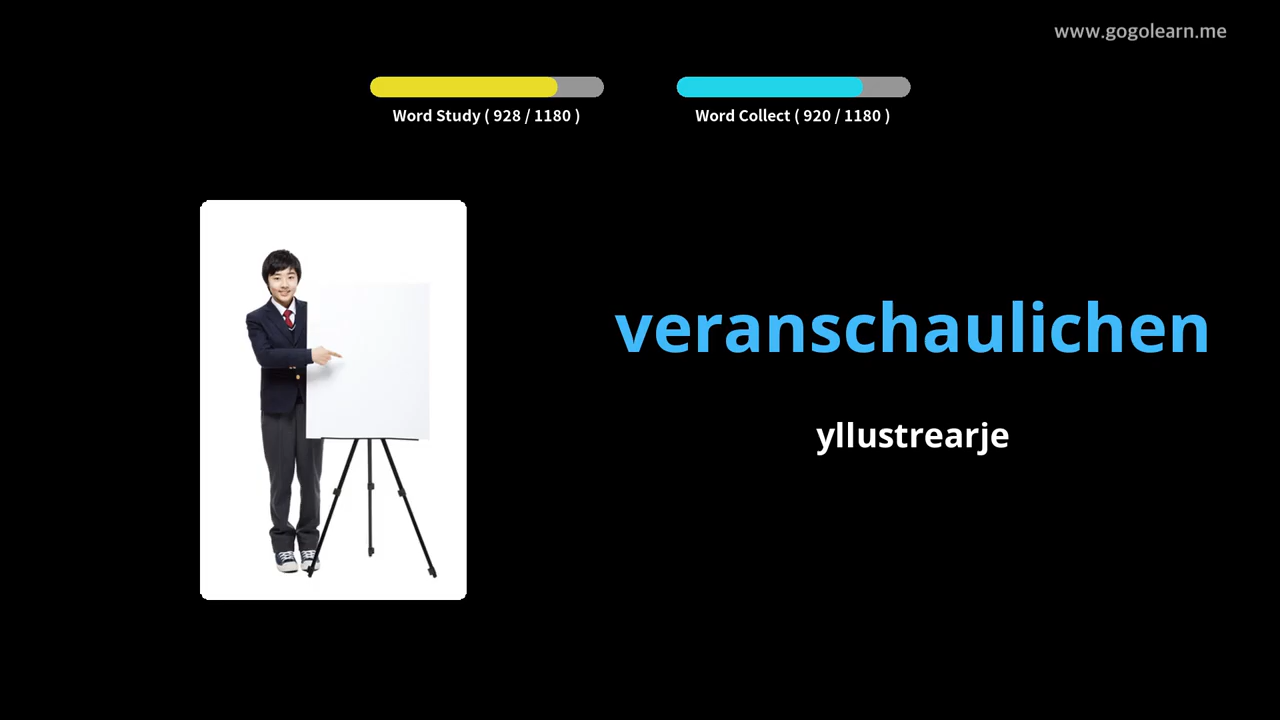 www.gogolearn.me
Word Study ( 928 / 1180 )
Word Collect ( 920 / 1180 )
veranschaulichen
yllustrearje